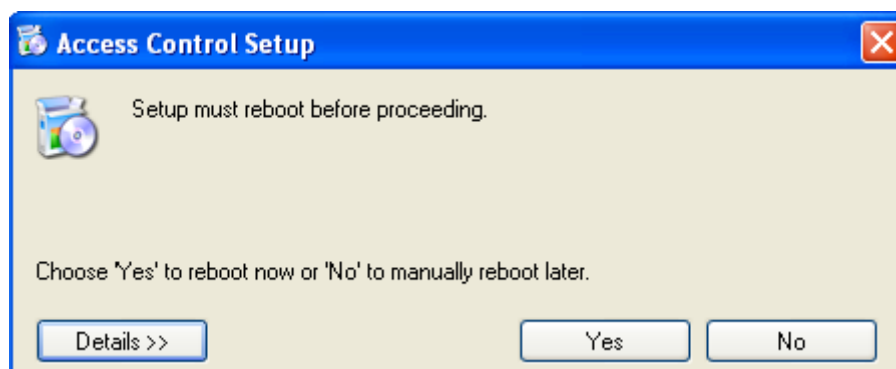 Access Control Setup
Setup must reboot before proceeding.
Choose 'Yes' to reboot now or 'No' to manually reboot later.
Details >>
Yes
No